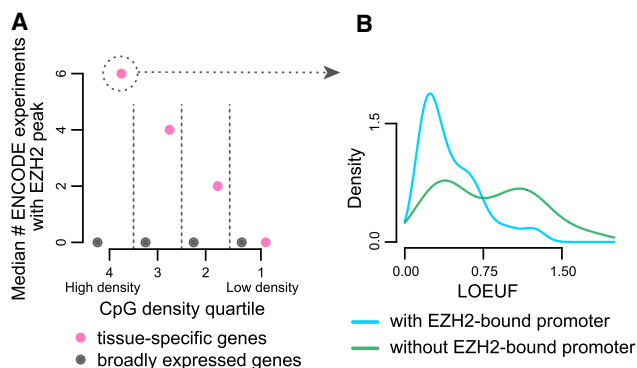 A
Median # ENCODE experiments
with EZH2 peak
6
4
2
0
4
3
2
1
High density
Low density
CpG density quartile
tissue-specific genes
broadly expressed genes
B
Density
1.5
0.0
0.00
0.75
1.50
LOEUF
with EZH2-bound promoter
without EZH2-bound promoter